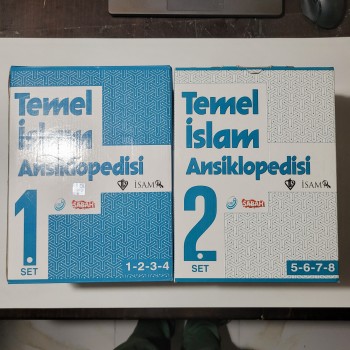 Temel
İslam
Ansiklopedisi
İSAM
SABAH
1.
SET
1-2-3-4
Temel
İslam
Ansiklopedisi
İSAM
SABAH
2.
SET
5-6-7-8